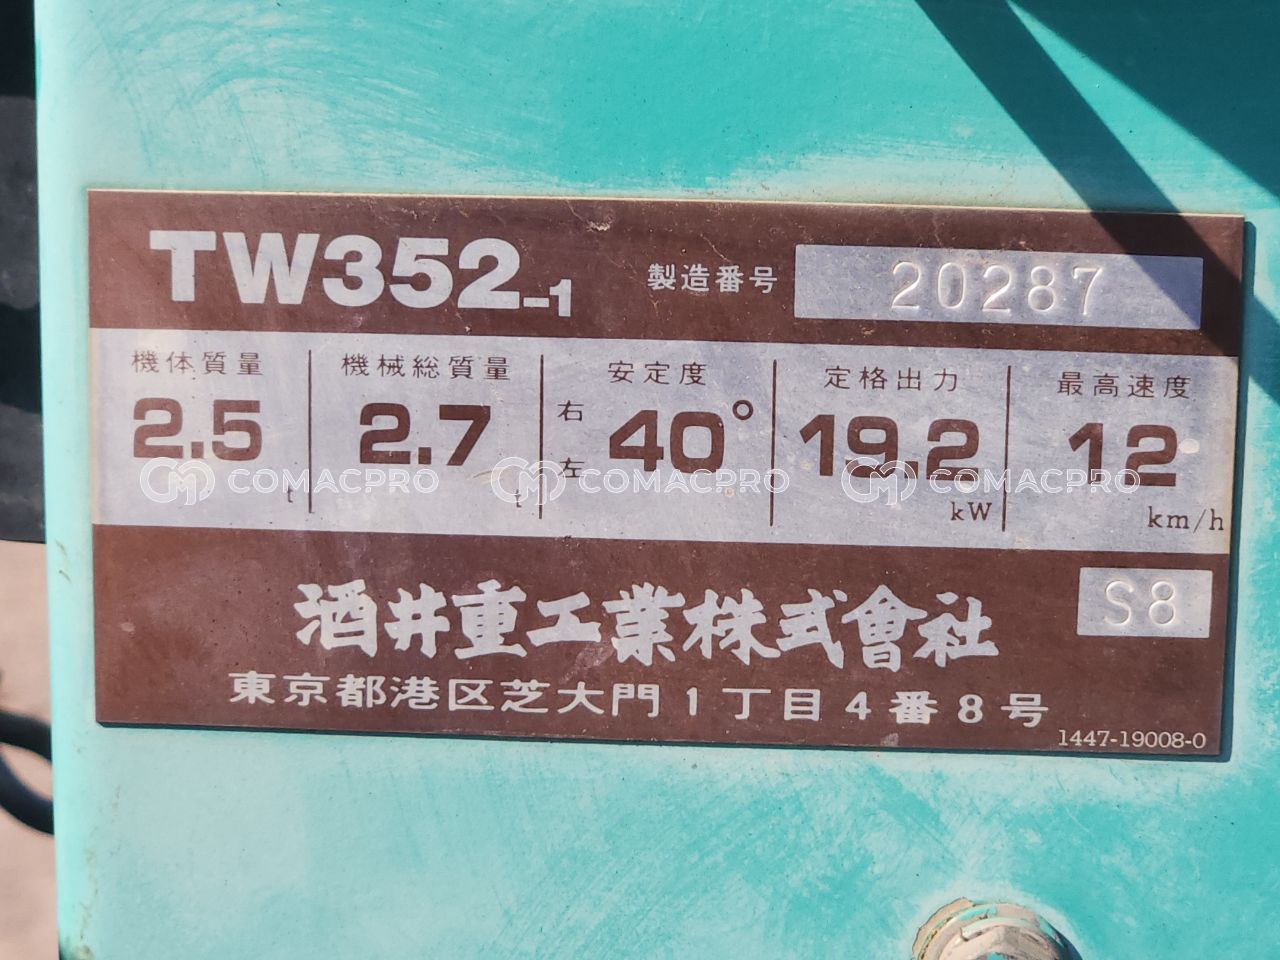 TW352-1 製造番号 20287
機体質量 機械総質量 安定度 定格出力 最高速度
2.5 t 2.7 t 右 左 40° 19.2 kW 12 km/h
COMACPRO COMACPRO COMACPRO
S8
酒井重工業株式會社
東京都港区芝大門1丁目4番8号
1447-19008-0